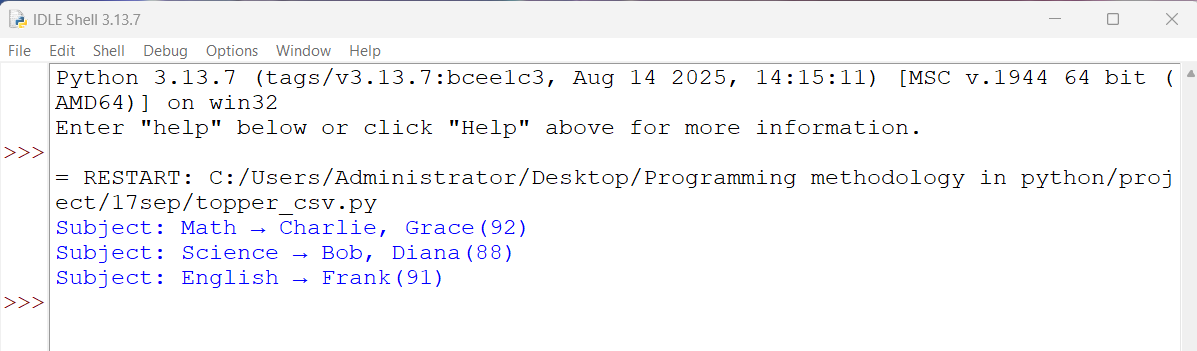 IDLE Shell 3.13.7
File Edit Shell Debug Options Window Help
Python 3.13.7 (tags/v3.13.7:bcee1c3, Aug 14 2025, 14:15:11) [MSC v.1944 64 bit (
AMD64)] on win32
Enter "help" below or click "Help" above for more information.
>>>
= RESTART: C:/Users/Administrator/Desktop/Programming methodology in python/proj
ect/17sep/topper_csv.py
Subject: Math → Charlie, Grace(92)
Subject: Science → Bob, Diana(88)
Subject: English → Frank(91)
>>>